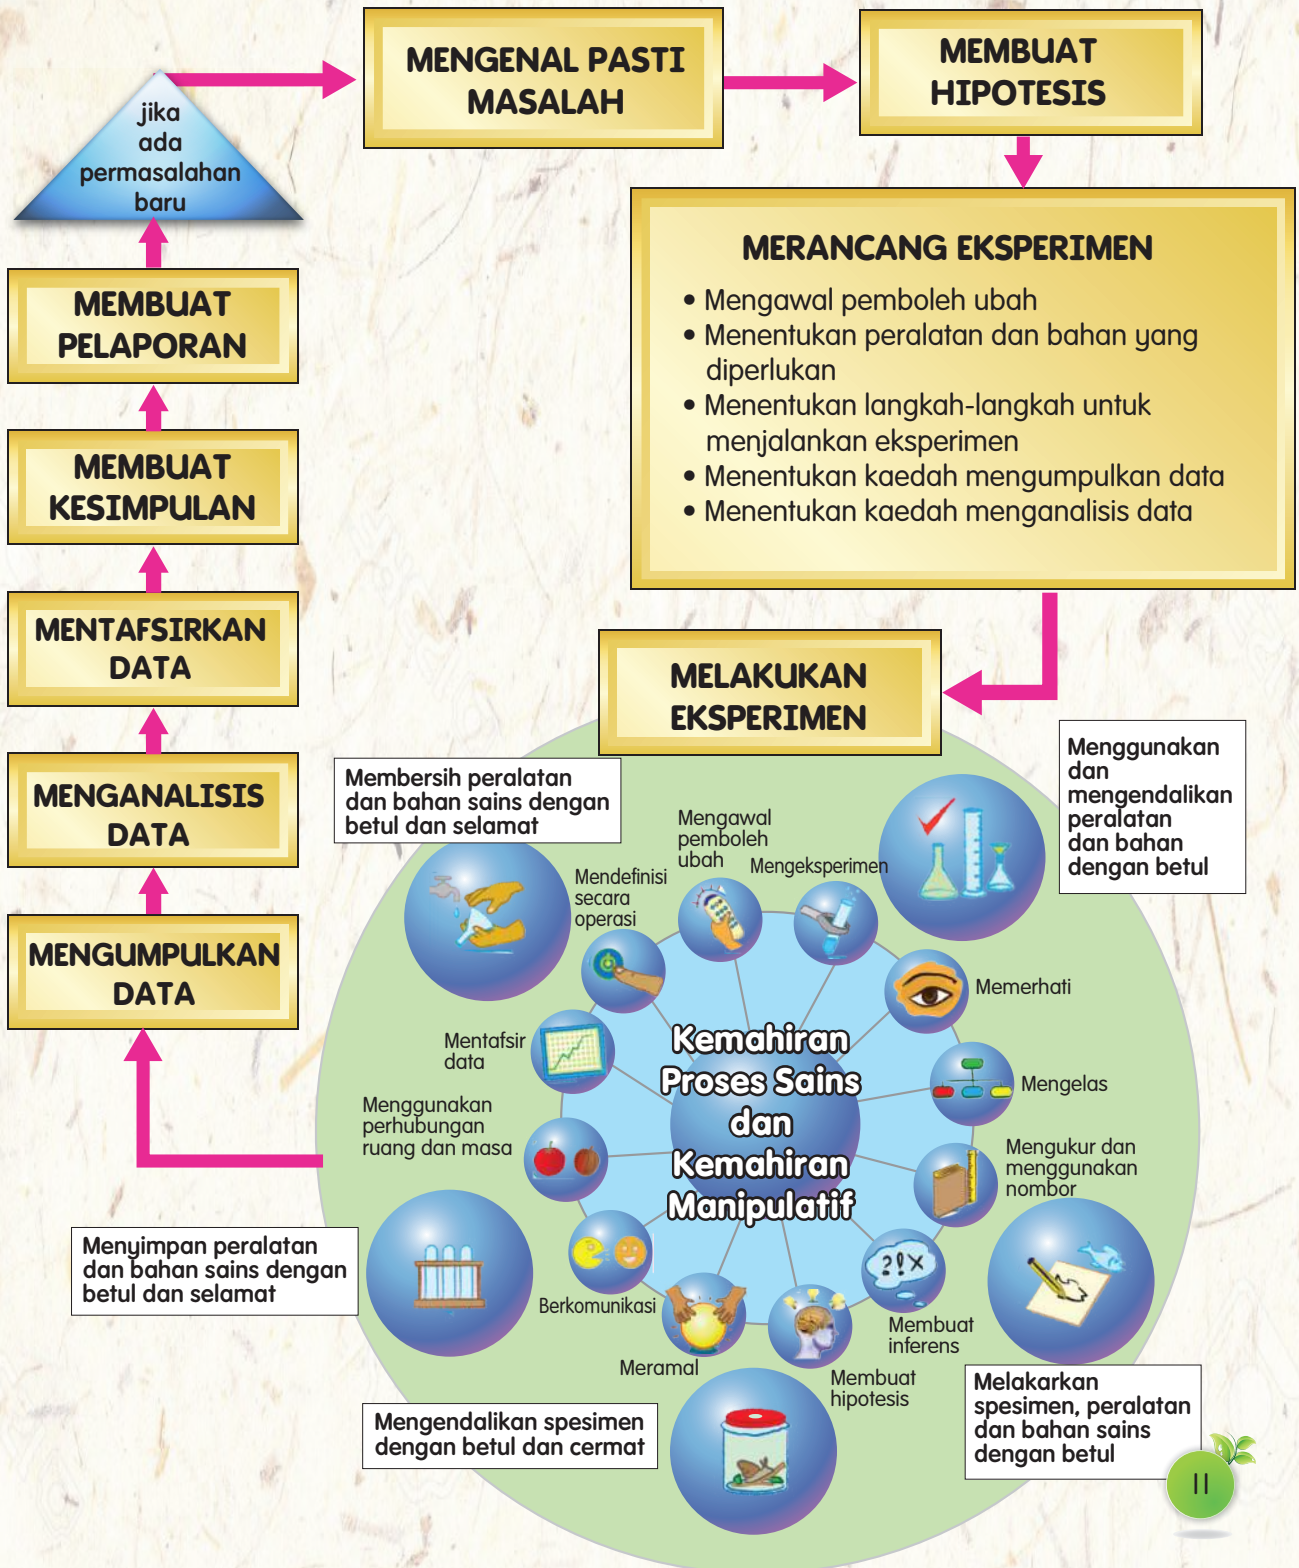 MENGENAL PASTI
MASALAH
MEMBUAT
HIPOTESIS
MERANCANG EKSPERIMEN
• Mengawal pemboleh ubah
• Menentukan peralatan dan bahan yang
diperlukan
• Menentukan langkah-langkah untuk
menjalankan eksperimen
• Menentukan kaedah mengumpulkan data
• Menentukan kaedah menganalisis data
MELAKUKAN
EKSPERIMEN
Membersih peralatan
dan bahan sains dengan
betul dan selamat
Menggunakan
dan
mengendalikan
peralatan
dan bahan
dengan betul
Mengawal
pemboleh
ubah
Mengeksperimen
Mendefinisi
secara
operasi
Memerhati
Mentafsir
data
Mengelas
Menggunakan
perhubungan
ruang dan masa
Mengukur dan
menggunakan
nombor
Kemahiran
Proses Sains
dan
Kemahiran
Manipulatif
?!X
Berkomunikasi
Membuat
inferens
Meramal
Membuat
hipotesis
Menyimpan peralatan
dan bahan sains dengan
betul dan selamat
Mengendalikan spesimen
dengan betul dan cermat
Melakarkan
spesimen, peralatan
dan bahan sains
dengan betul
MENGUMPULKAN
DATA
MENGANALISIS
DATA
MENTAFSIRKAN
DATA
MEMBUAT
KESIMPULAN
MEMBUAT
PELAPORAN
jika
ada
permasalahan
baru
11